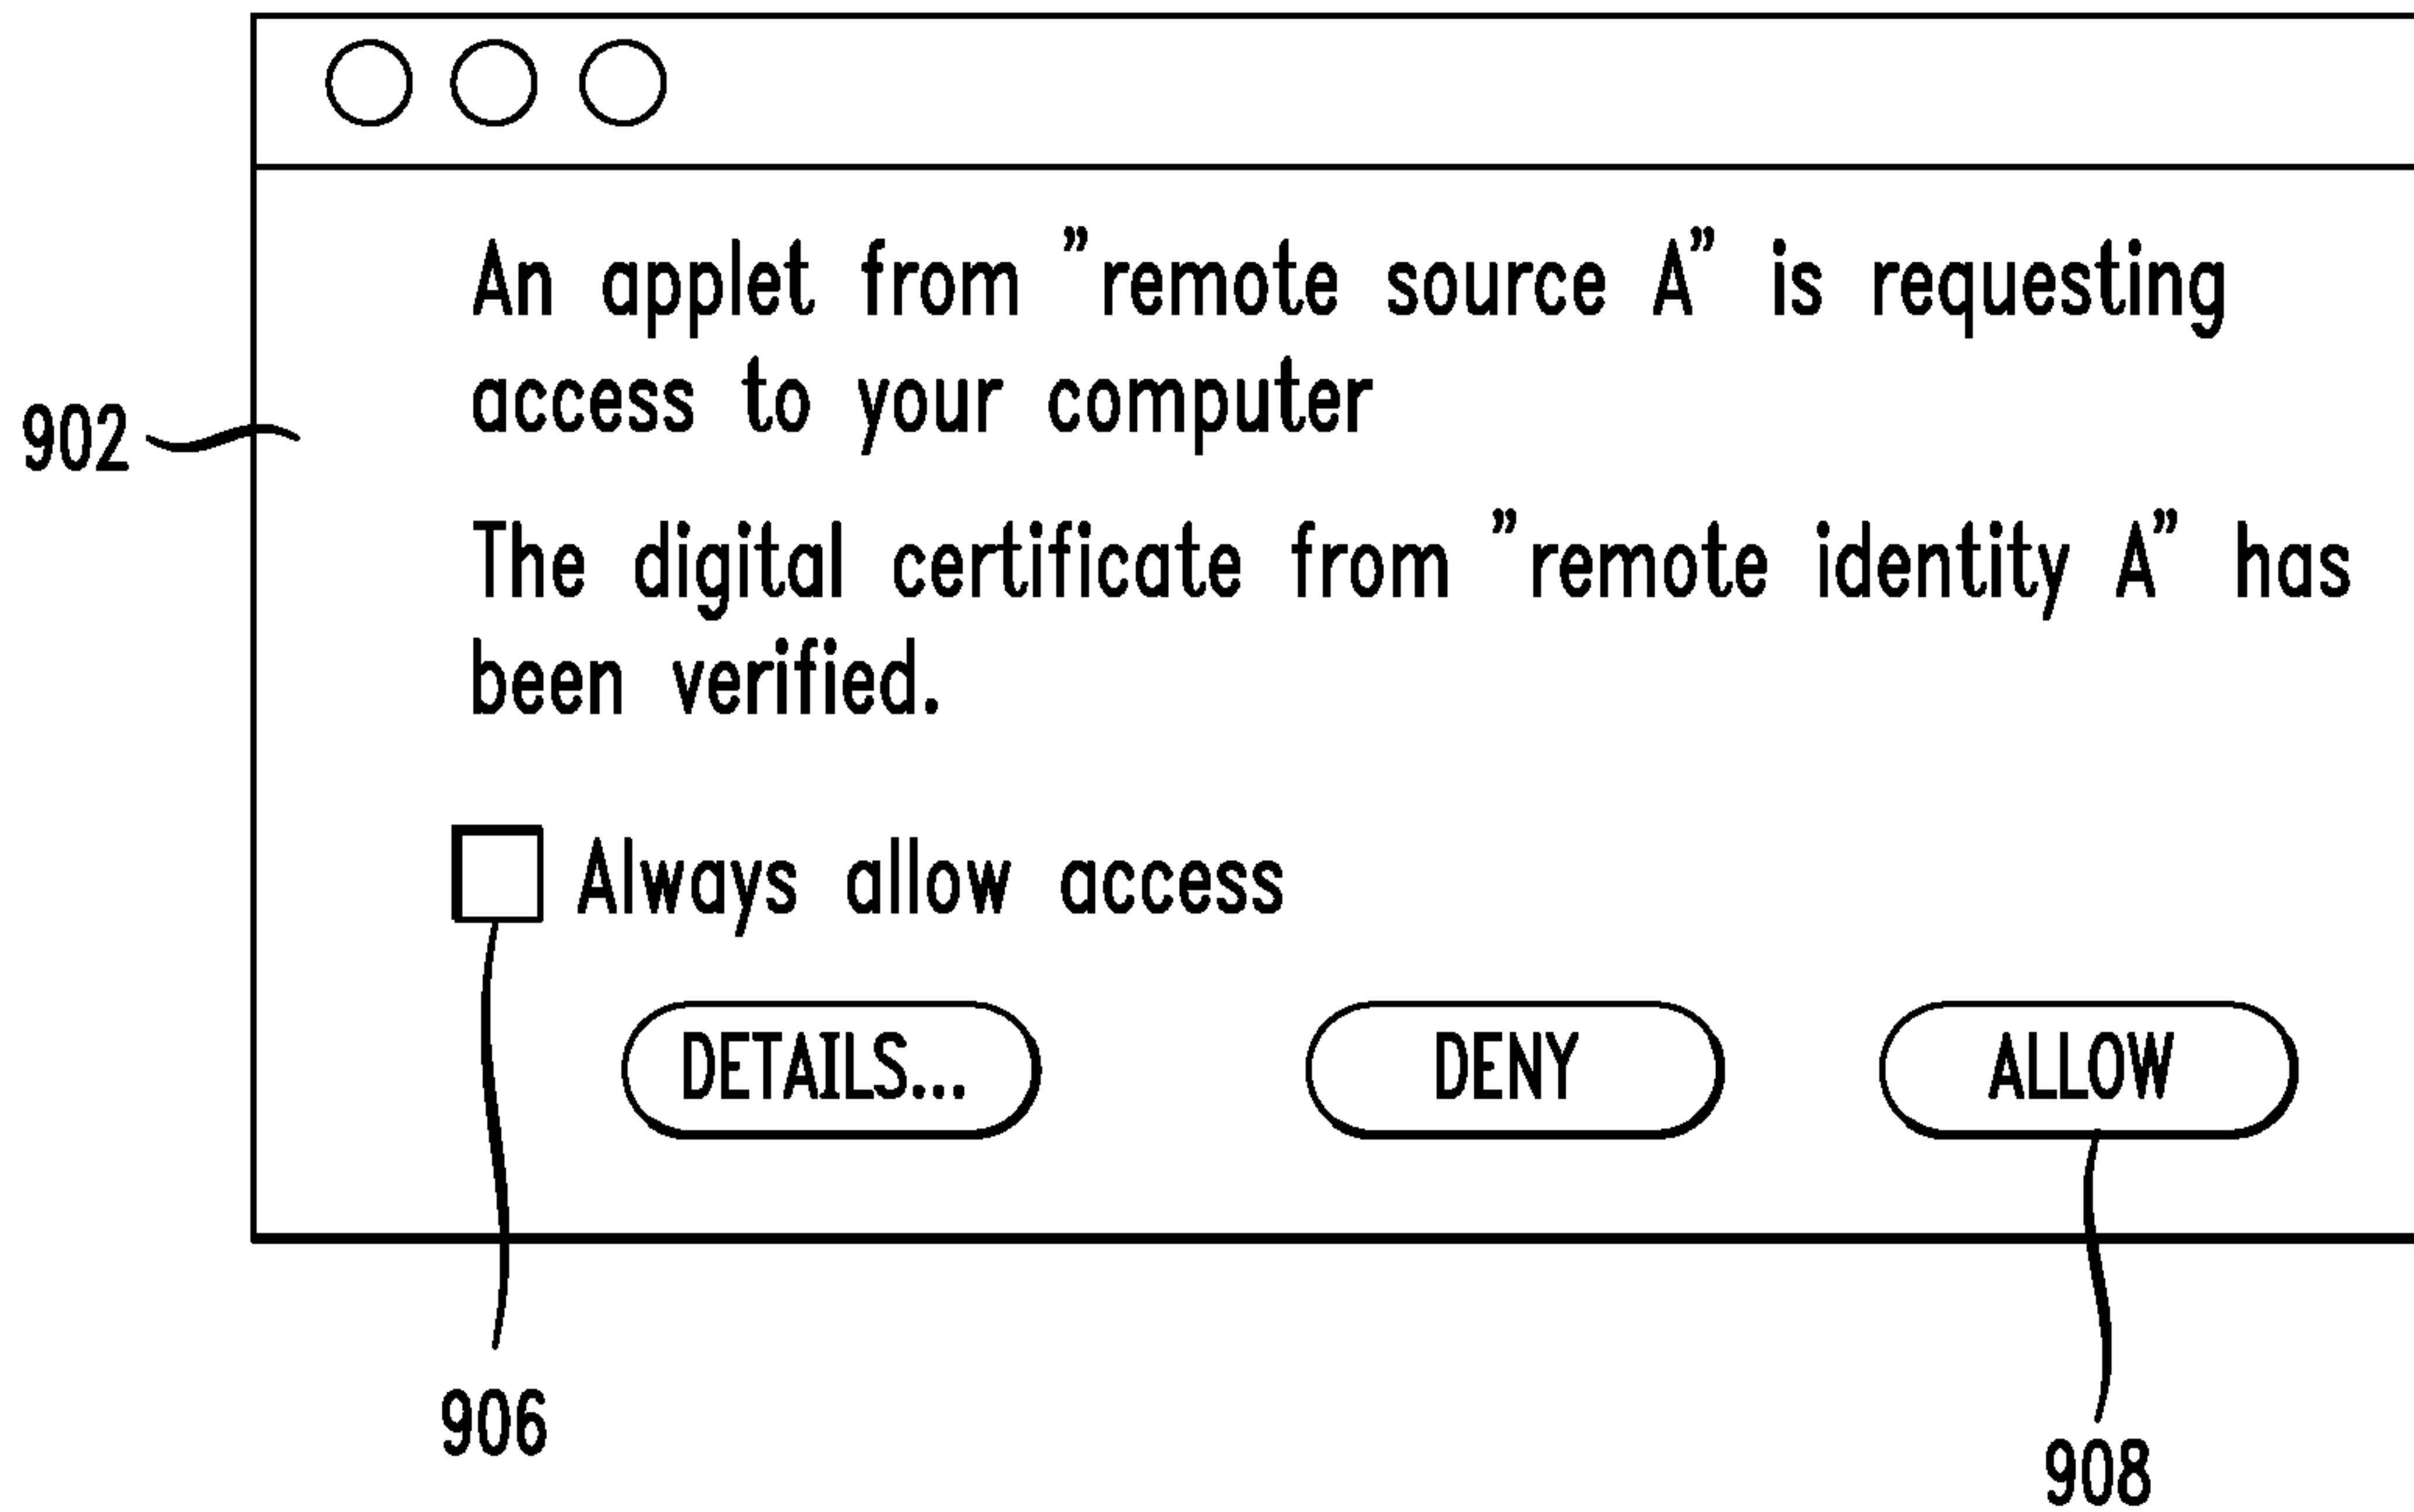 An applet from ”remote source A” is requesting
access to your computer
902
The digital certificate from ”remote identity A” has
been verified.
Always allow access
DETAILS... DENY ALLOW
906
908